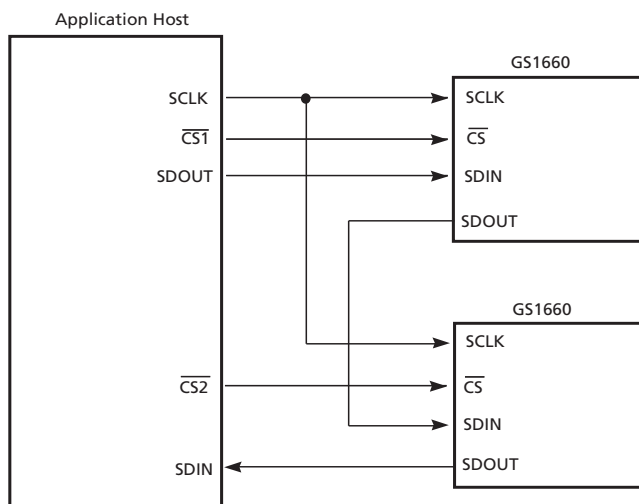 Application Host
SCLK
CS1
SDOUT
CS2
SDIN
GS1660
SCLK
CS
SDIN
SDOUT
GS1660
SCLK
CS
SDIN
SDOUT